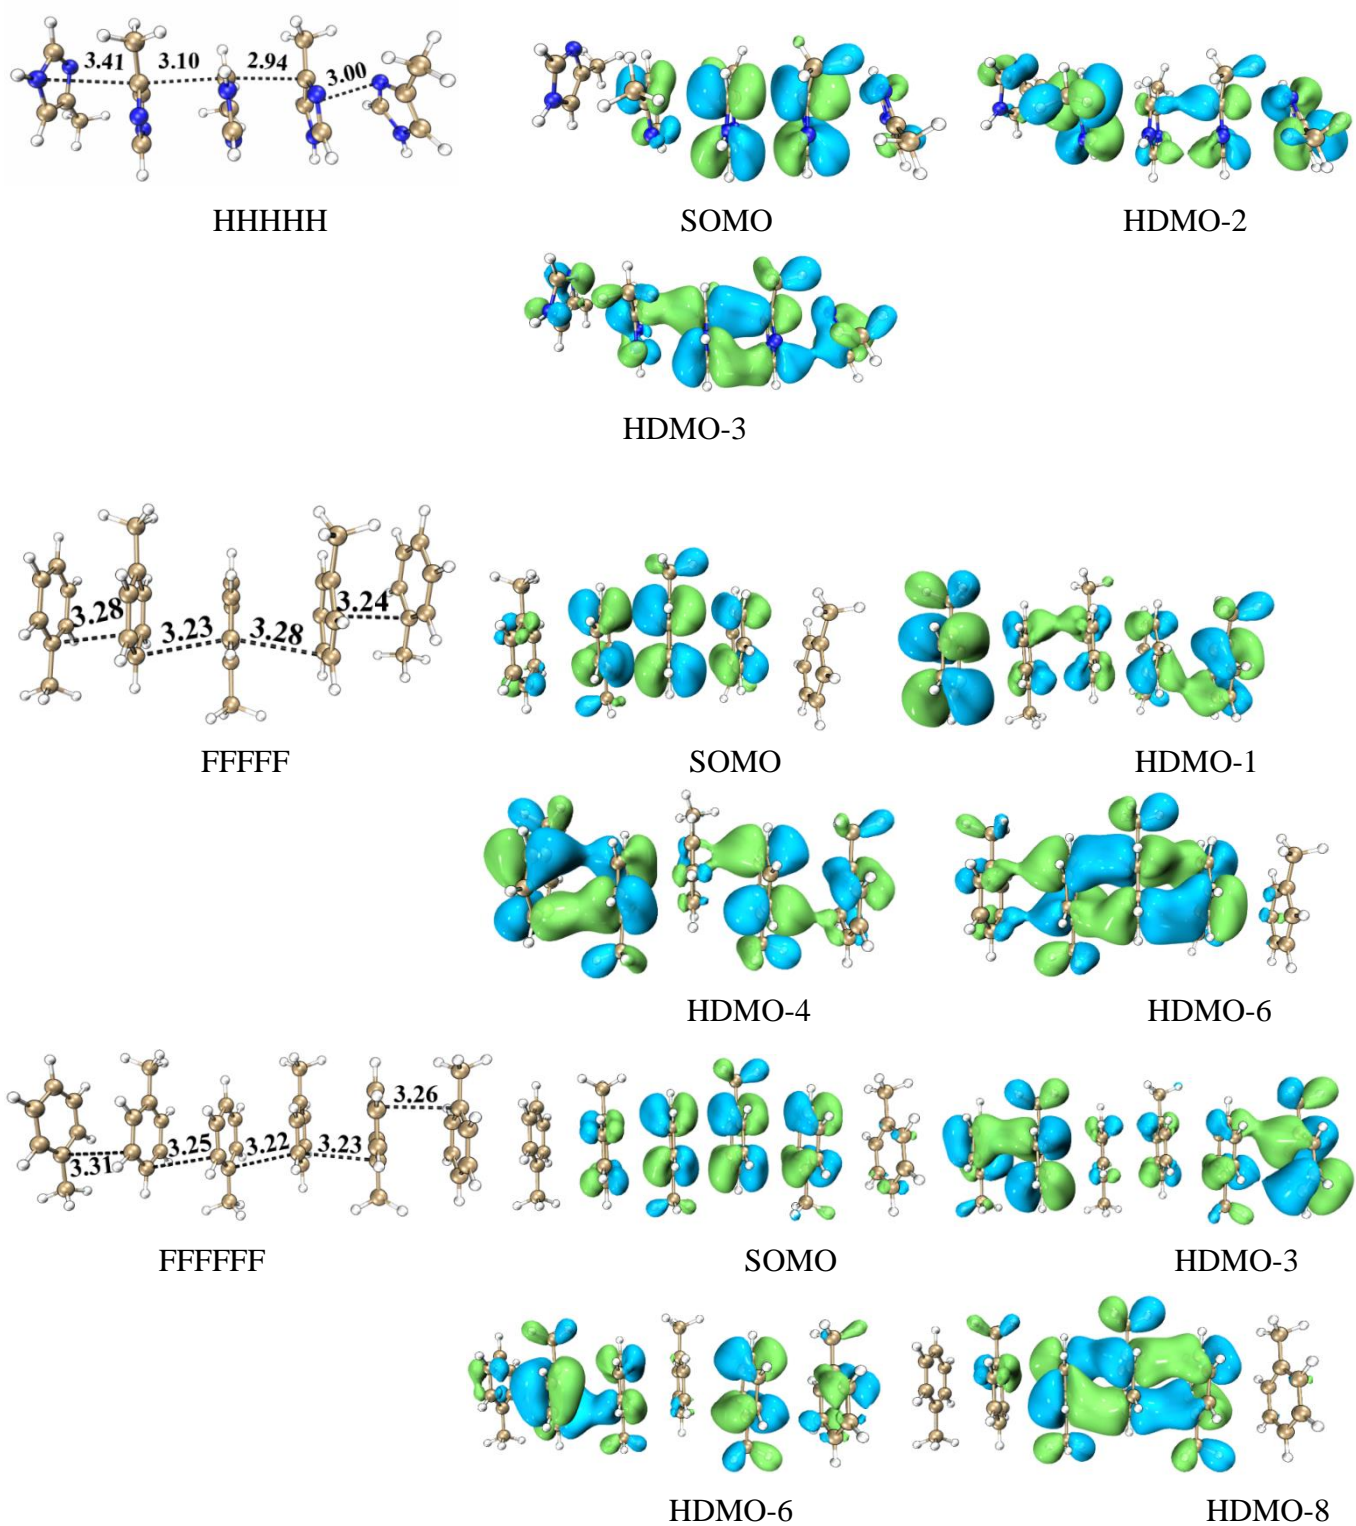 3.41 3.10 2.94 3.00
HHHHH SOMO HDMO-2
HDMO-3
3.28 3.23 3.28 3.24
FFFFF SOMO HDMO-1
HDMO-4 HDMO-6
3.31 3.25 3.22 3.23 3.26
FFFFFF SOMO HDMO-3
HDMO-6 HDMO-8